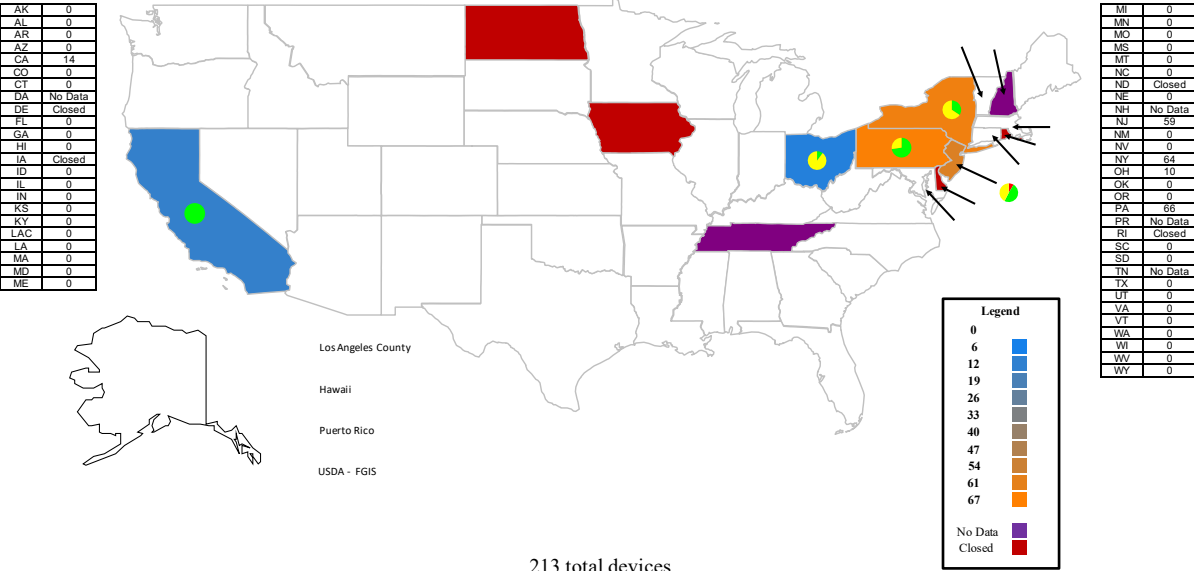 AK 0
AL 0
AR 0
AZ 0
CA 14
CO 0
CT 0
DA No Data
DE Closed
FL 0
GA 0
HI 0
IA Closed
ID 0
IL 0
IN 0
KS 0
KY 0
LAC 0
LA 0
MA 0
MD 0
ME 0
MI 0
MN 0
MO 0
MS 0
MT 0
NC 0
ND Closed
NE 0
NH No Data
NJ 59
NM 0
NV 0
NY 64
OH 10
OK 0
OR 0
PA 66
PR No Data
RI Closed
SC 0
SD 0
TN No Data
TX 0
UT 0
VA 0
VT 0
WA 0
WI 0
WV 0
WY 0
Los Angeles County
Hawaii
Puerto Rico
USDA - FGIS
Legend
0
6
12
19
26
33
40
47
54
61
67
No Data
Closed
213 total devices